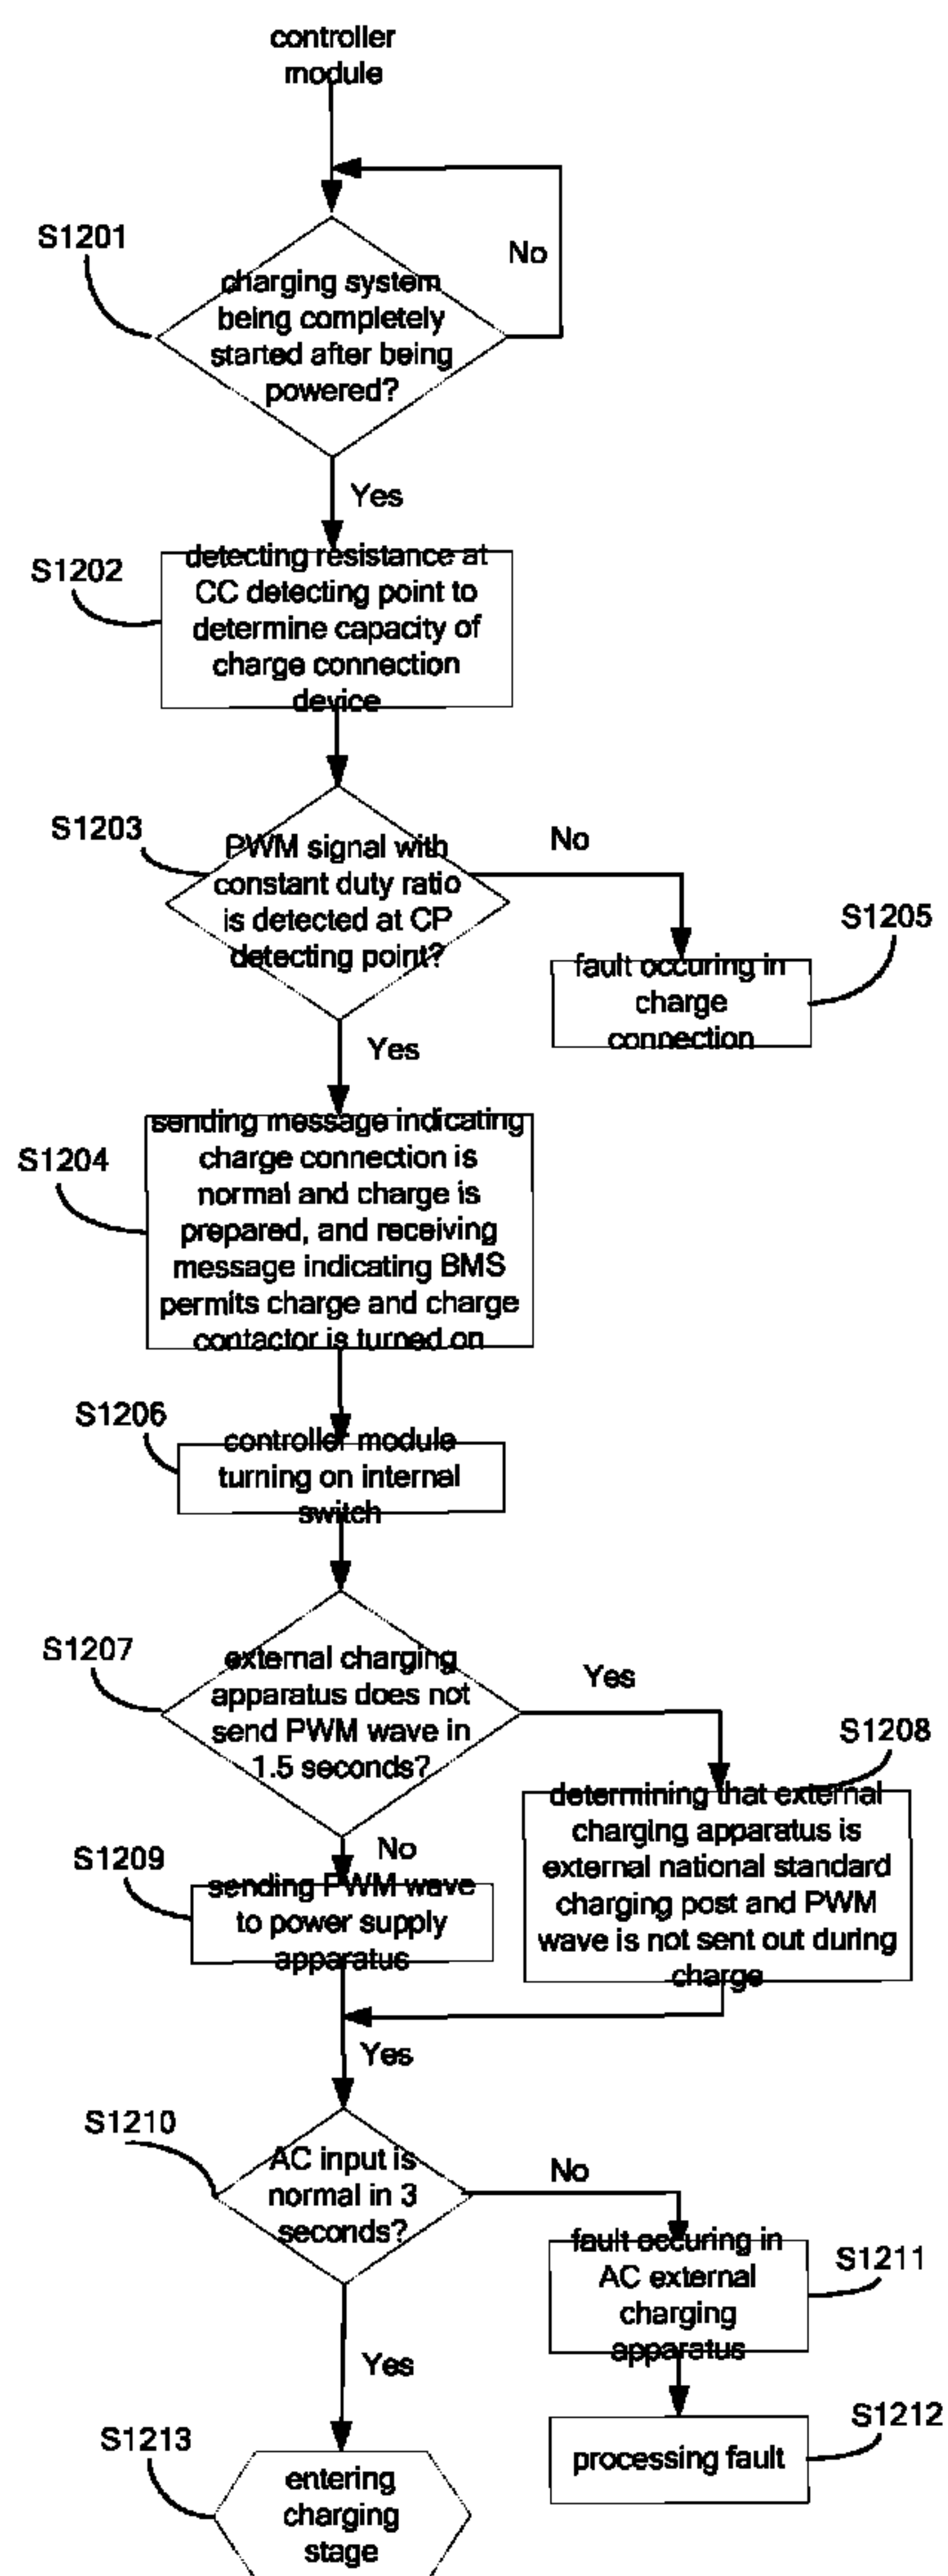 controller
module
S1201
No
charging system
being completely
started after being
powered?
Yes
S1202
detecting resistance at
CC detecting point to
determine capacity of
charge connection
device
S1203
PWM signal with
constant duty ratio
is detected at CP
detecting point?
No
S1205
fault occuring in
charge
connection
Yes
S1204
sending message indicating
charge connection is
normal and charge is
prepared, and receiving
message indicating BMS
permits charge and charge
contactor is turned on
S1206
controller module
turning on internal
switch
S1207
external charging
apparatus does not
send PWM wave in
1.5 seconds?
Yes
S1208
determining that external
charging apparatus is
external national standard
charging post and PWM
wave is not sent out during
charge
No
S1209
sending PWM wave
to power supply
apparatus
Yes
S1210
AC input is
normal in 3
seconds?
No
S1211
fault occuring in
AC external
charging
apparatus
Yes
S1212
processing fault
S1213
entering
charging
stage